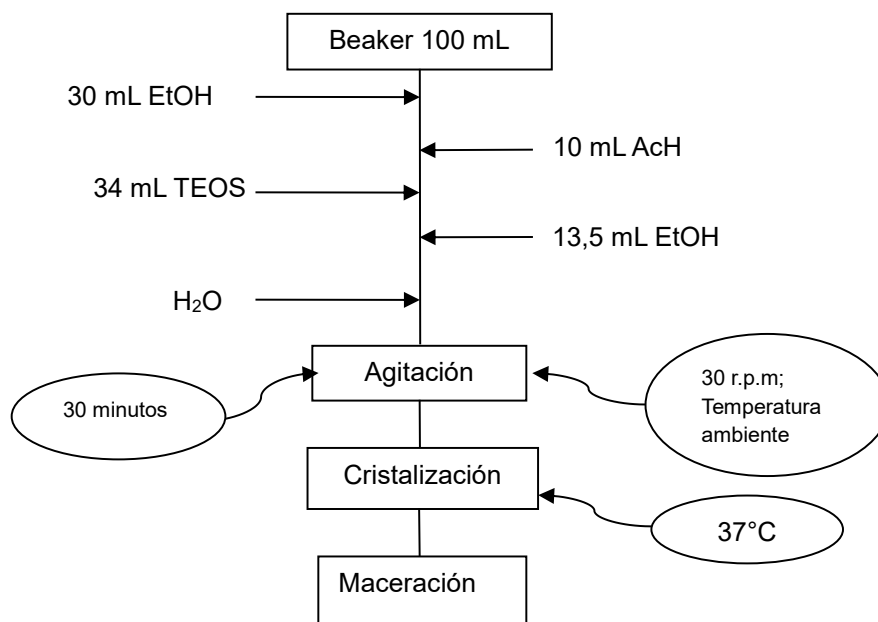 Beaker 100 mL
30 mL EtOH
10 mL AcH
34 mL TEOS
13,5 mL EtOH
H₂O
Agitación
30 minutos
30 r.p.m;
Temperatura
ambiente
Cristalización
37°C
Maceración